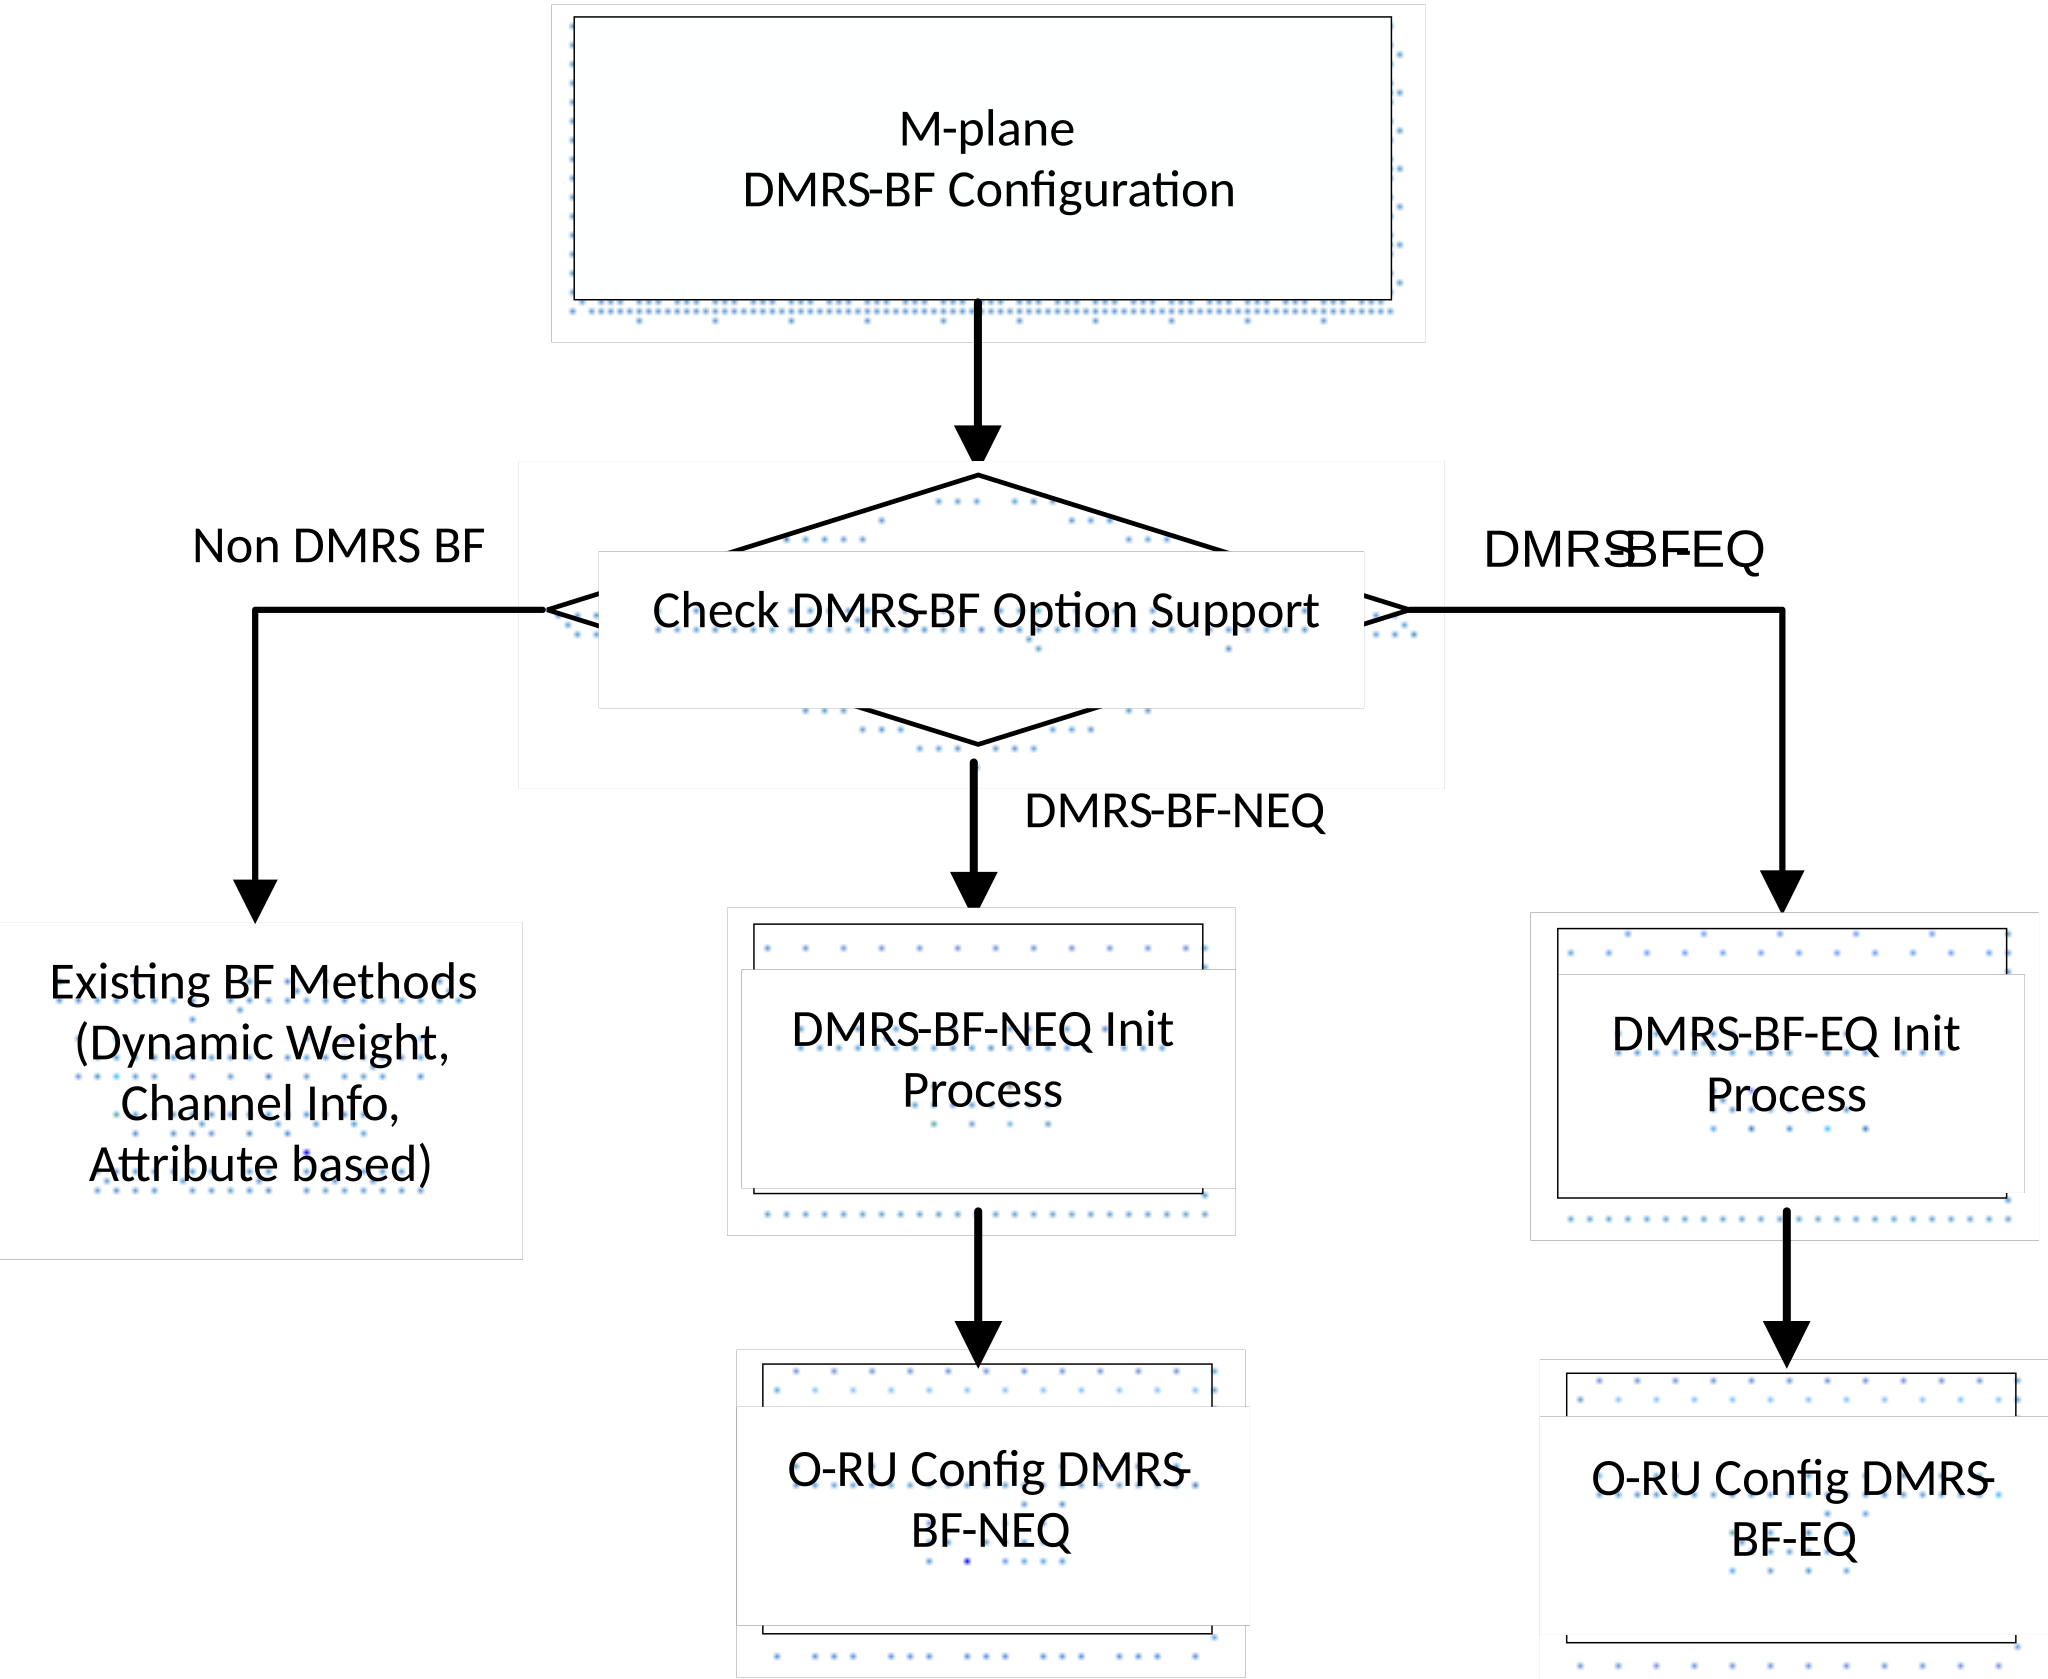 M-plane
DMRS-BF Configuration
Non DMRS BF
DMRS-BF-EQ
Check DMRS-BF Option Support
DMRS-BF-NEQ
Existing BF Methods
(Dynamic Weight,
Channel Info,
Attribute based)
DMRS-BF-NEQ Init
Process
DMRS-BF-EQ Init
Process
O-RU Config DMRS-
BF-NEQ
O-RU Config DMRS-
BF-EQ